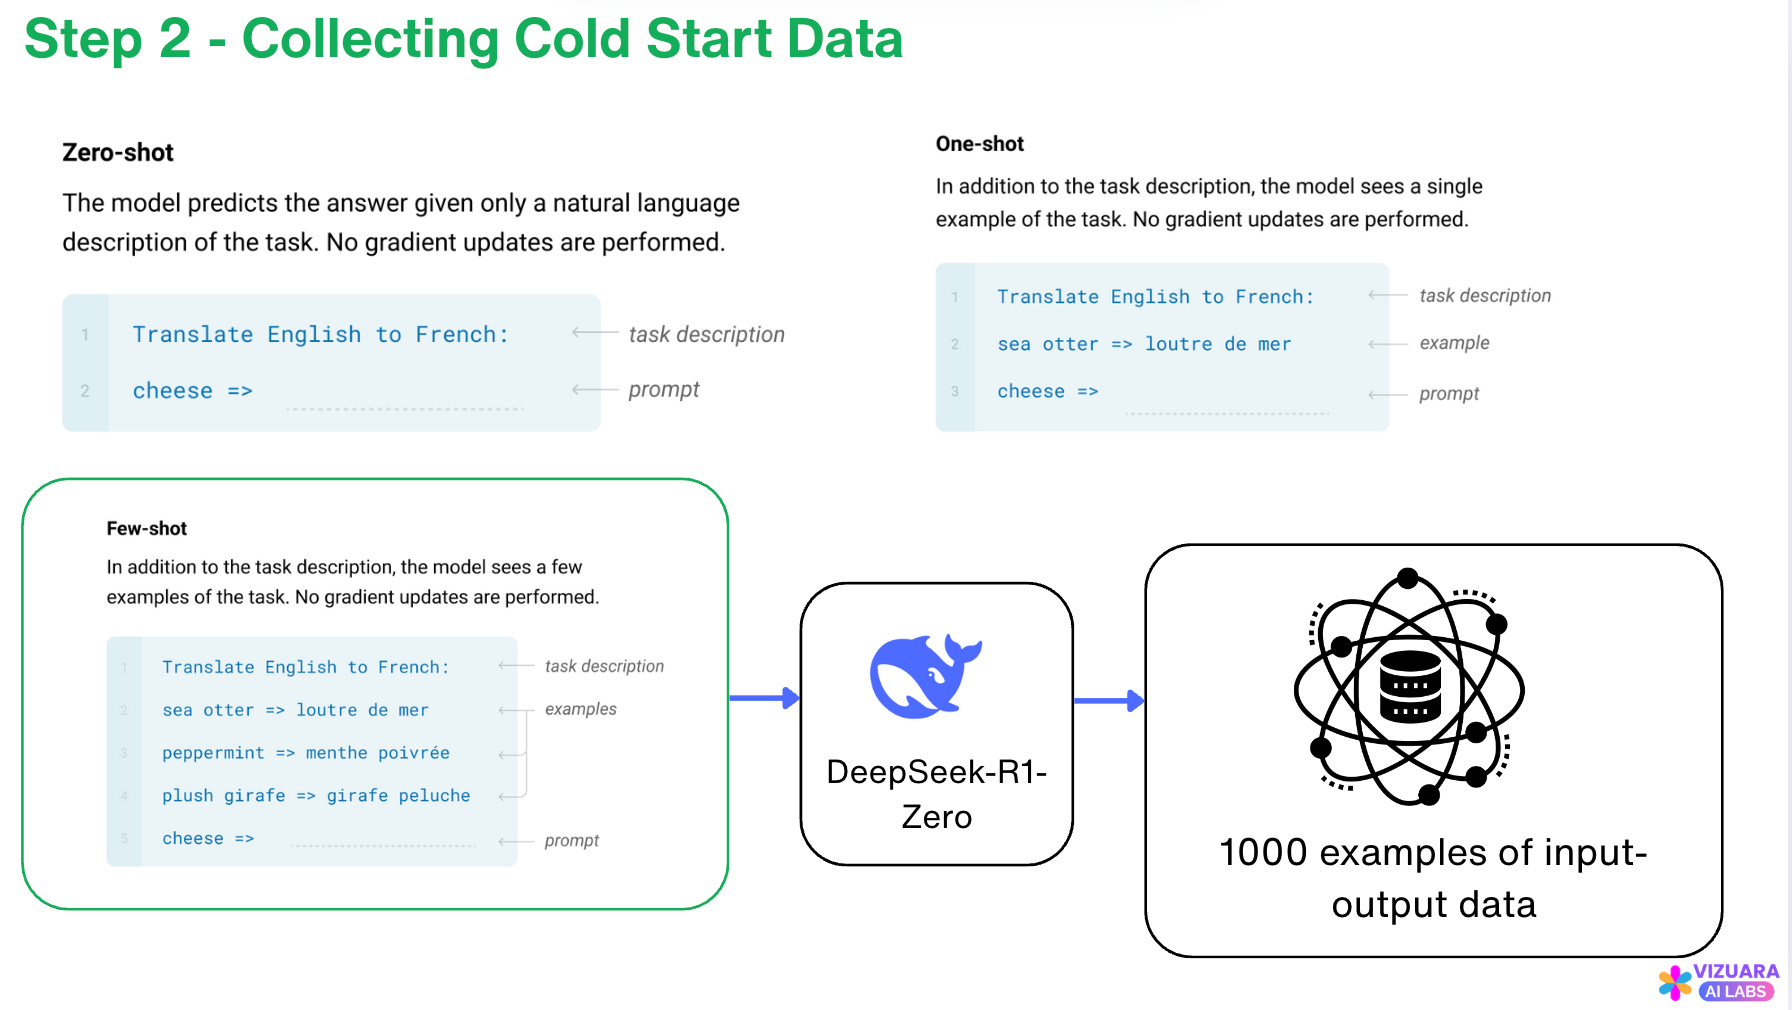 Step 2 - Collecting Cold Start Data
Zero-shot
The model predicts the answer given only a natural language
description of the task. No gradient updates are performed.
1 Translate English to French: task description
2 cheese => prompt
One-shot
In addition to the task description, the model sees a single
example of the task. No gradient updates are performed.
1 Translate English to French: task description
2 sea otter => loutre de mer example
3 cheese => prompt
Few-shot
In addition to the task description, the model sees a few
examples of the task. No gradient updates are performed.
1 Translate English to French: task description
2 sea otter => loutre de mer examples
3 peppermint => menthe poivrée
4 plush girafe => girafe peluche
5 cheese => prompt
DeepSeek-R1-
Zero
1000 examples of input-
output data
VIZUARA
AI LABS